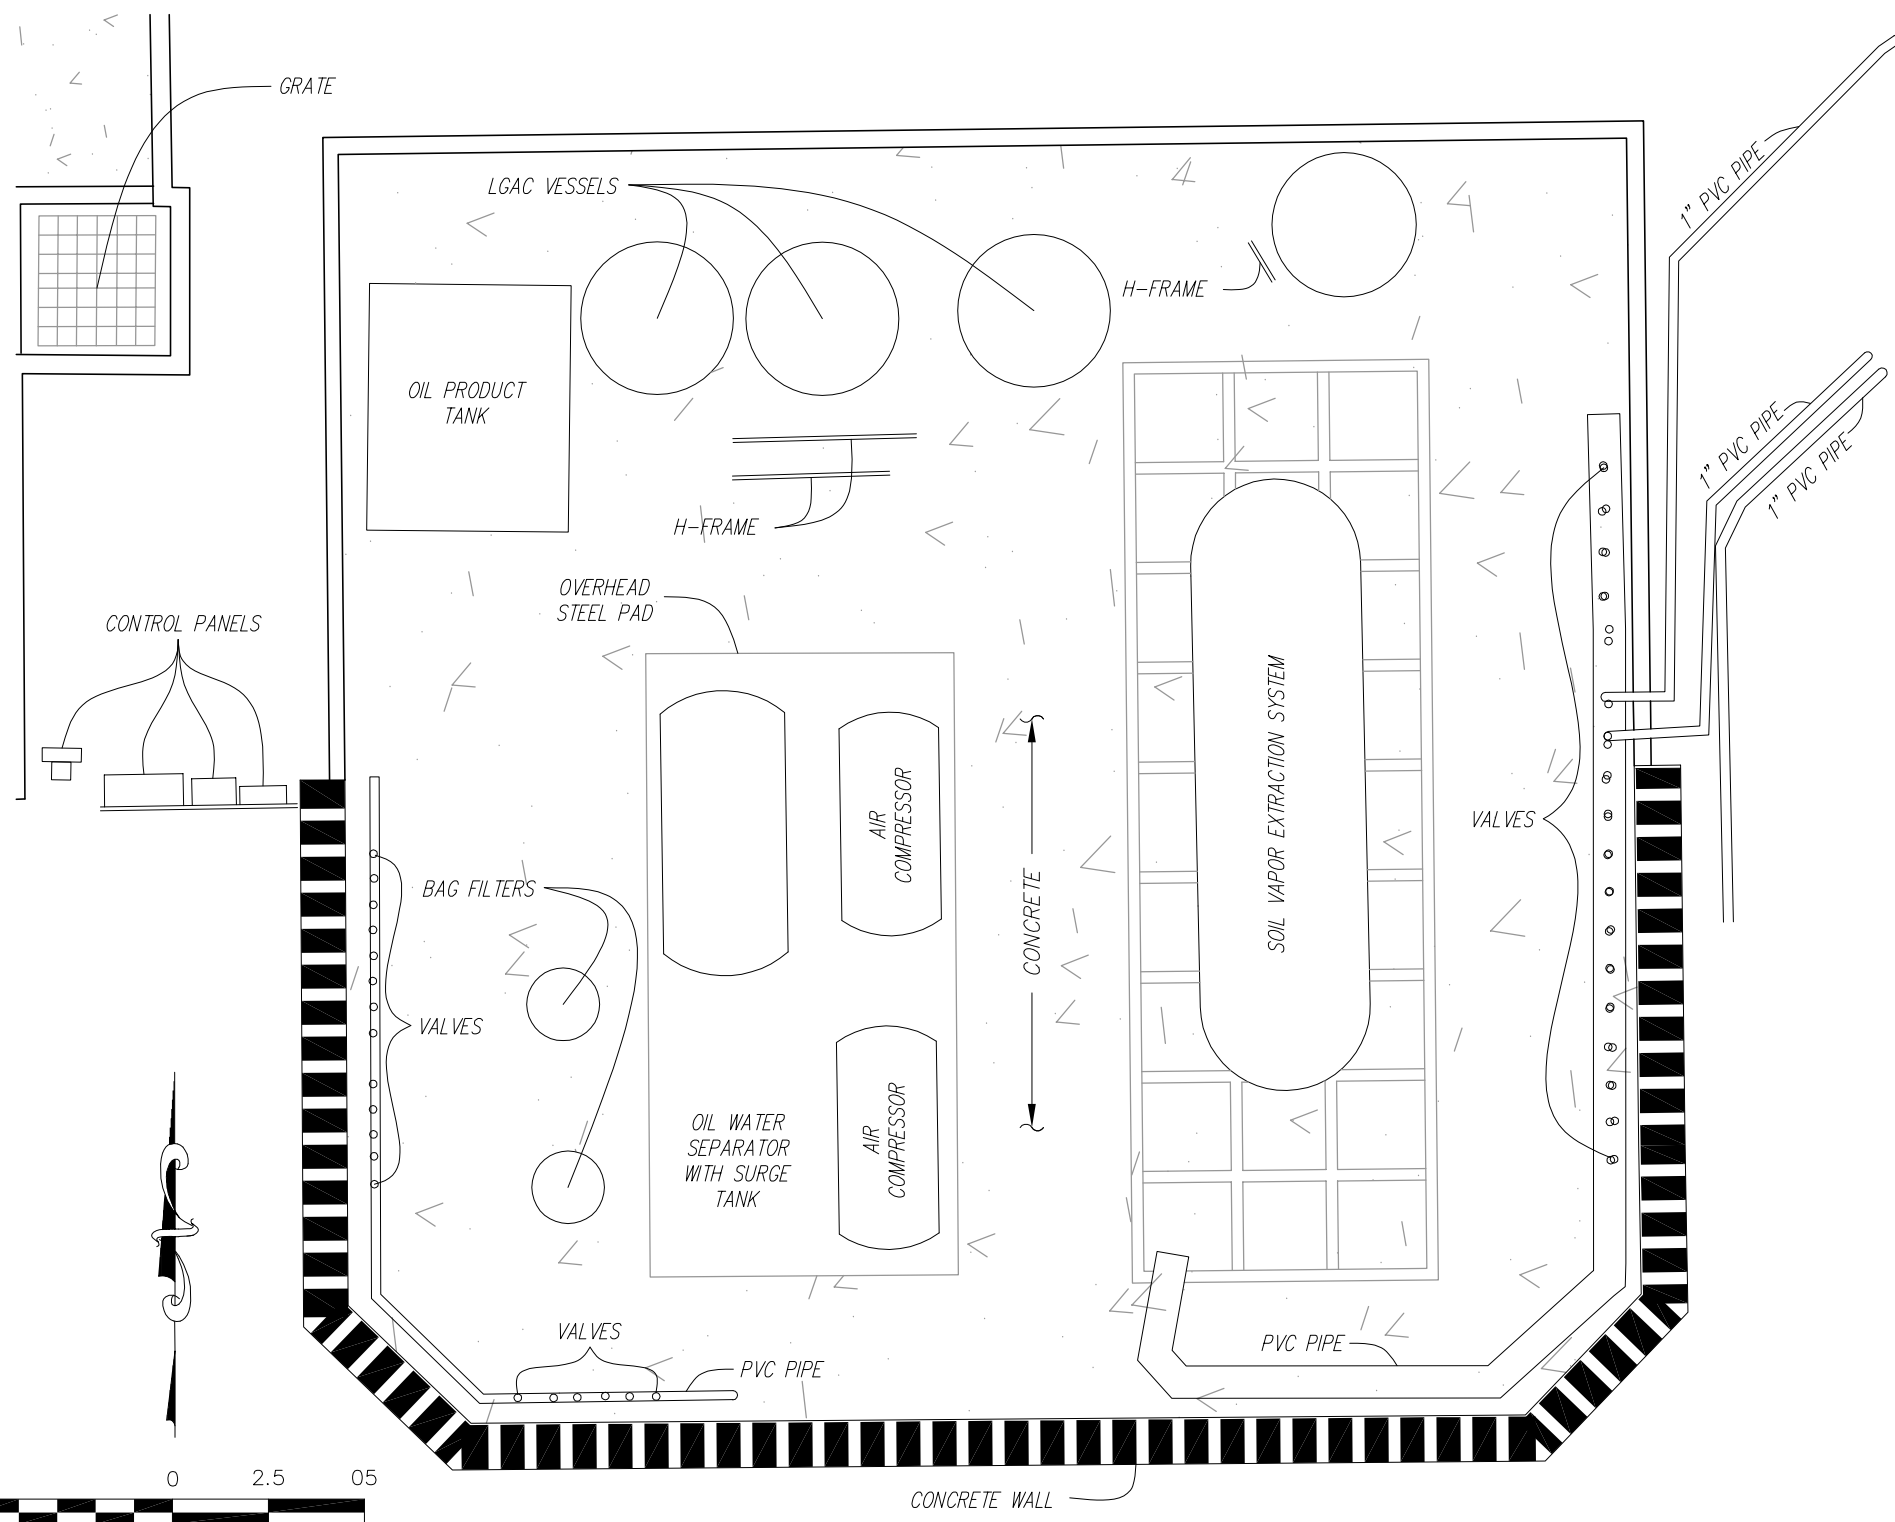 GRATE
1" PVC PIPE
LGAC VESSELS
H-FRAME
OIL PRODUCT
TANK
1" PVC PIPE
1" PVC PIPE
H-FRAME
OVERHEAD
STEEL PAD
CONTROL PANELS
SOIL VAPOR EXTRACTION SYSTEM
AIR
COMPRESSOR
VALVES
BAG FILTERS
CONCRETE
VALVES
OIL WATER
SEPARATOR
WITH SURGE
TANK
AIR
COMPRESSOR
VALVES
PVC PIPE
PVC PIPE
0 2.5 05
CONCRETE WALL